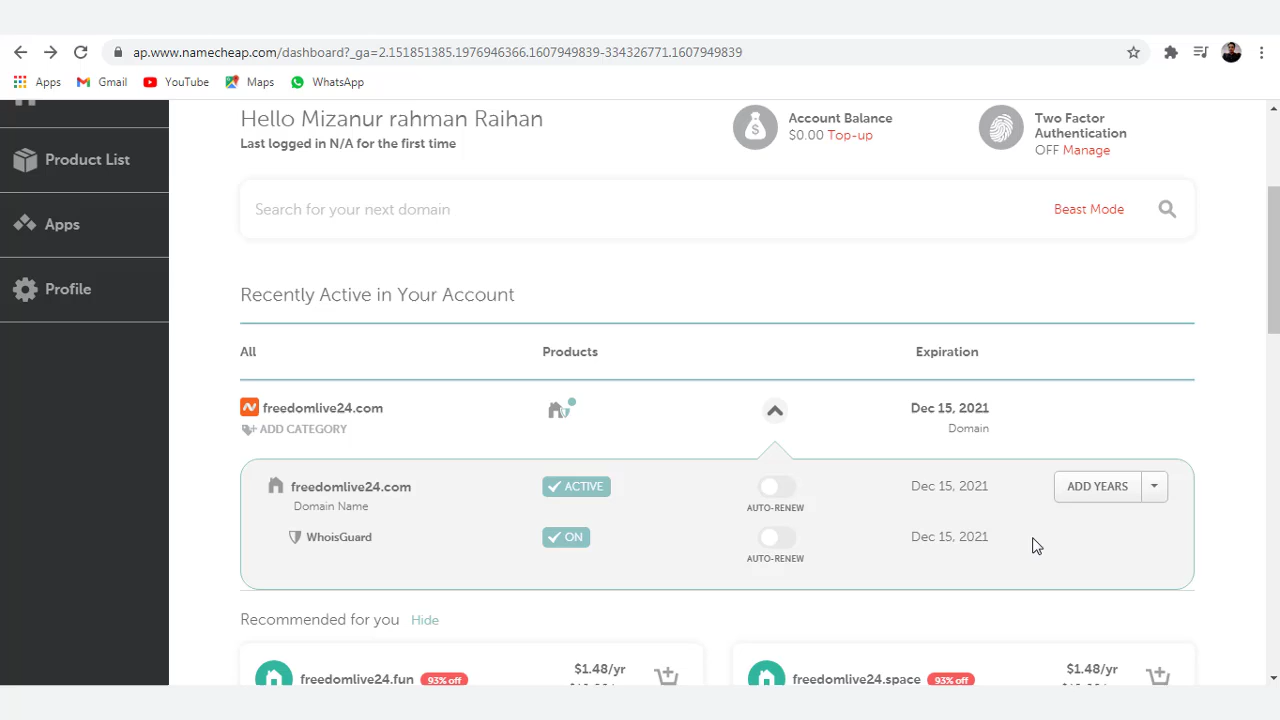 ap.www.namecheap.com/dashboard?_ga=2.151851385.1976946366.1607949839-334326771.1607949839
Apps Gmail YouTube Maps WhatsApp
Hello Mizanur rahman Raihan
Last logged in N/A for the first time
Account Balance
$0.00 Top-up
Two Factor
Authentication
OFF Manage
Product List
Apps
Profile
Search for your next domain Beast Mode
Recently Active in Your Account
All Products Expiration
freedomlive24.com Dec 15, 2021
ADD CATEGORY Domain
freedomlive24.com ACTIVE Dec 15, 2021 ADD YEARS
Domain Name AUTO-RENEW
WhoisGuard ON Dec 15, 2021
AUTO-RENEW
Recommended for you Hide
freedomlive24.fun 93% off $1.48/yr
freedomlive24.space 93% off $1.48/yr